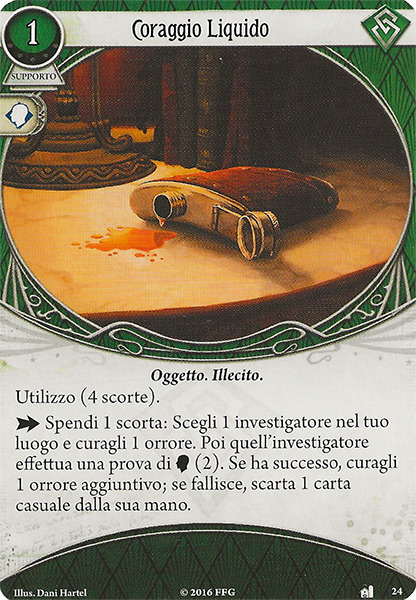 Coraggio Liquido
1
SUPPORTO
Oggetto. Illecito.
Utilizzo (4 scorte).
Spendi 1 scorta: Scegli 1 investigatore nel tuo
luogo e curagli 1 orrore. Poi quell'investigatore
effettua una prova di (2). Se ha successo, curagli
1 orrore aggiuntivo; se fallisce, scarta 1 carta
casuale dalla sua mano.
Illus. Dani Hartel
© 2016 FFG
24